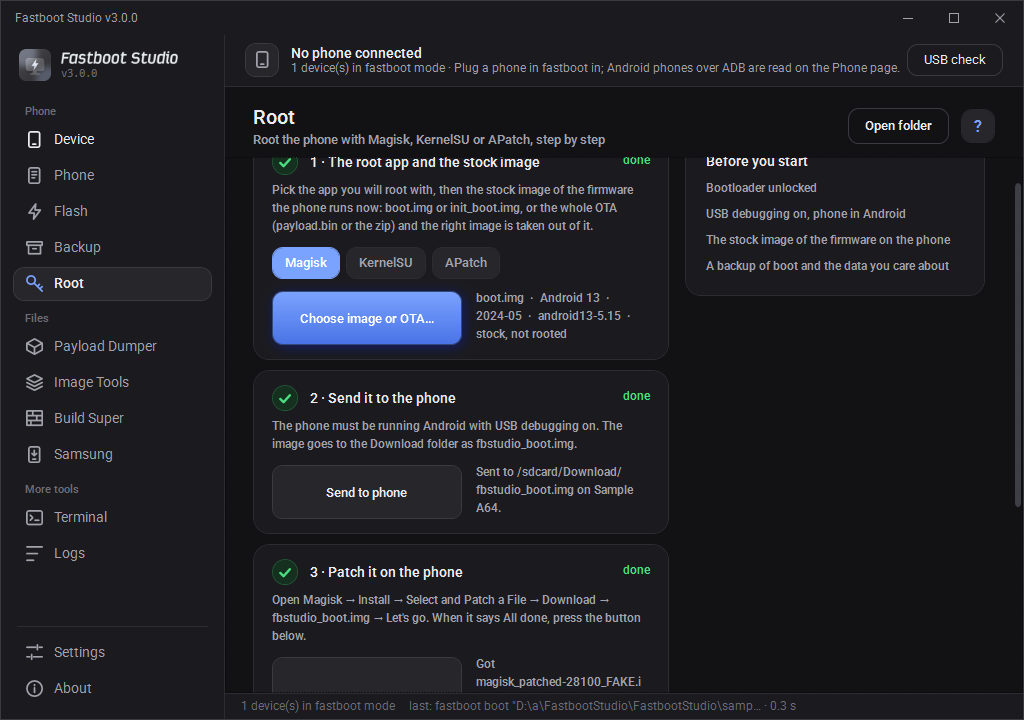 Fastboot Studio v3.0.0
Fastboot Studio
v3.0.0
Phone
Device
Phone
Flash
Backup
Root
Files
Payload Dumper
Image Tools
Build Super
Samsung
More tools
Terminal
Logs
Settings
About
No phone connected
1 device(s) in fastboot mode · Plug a phone in fastboot in; Android phones over ADB are read on the Phone page.
USB check
Root
Root the phone with Magisk, KernelSU or APatch, step by step
Open folder
?
1 · The root app and the stock image
done
Pick the app you will root with, then the stock image of the firmware
the phone runs now: boot.img or init_boot.img, or the whole OTA
(payload.bin or the zip) and the right image is taken out of it.
Magisk
KernelSU
APatch
Choose image or OTA...
boot.img · Android 13 ·
2024-05 · android13-5.15 ·
stock, not rooted
2 · Send it to the phone
done
The phone must be running Android with USB debugging on. The
image goes to the Download folder as fbstudio_boot.img.
Send to phone
Sent to /sdcard/Download/
fbstudio_boot.img on Sample
A64.
3 · Patch it on the phone
done
Open Magisk → Install → Select and Patch a File → Download →
fbstudio_boot.img → Let's go. When it says All done, press the button
below.
Got
magisk_patched-28100_FAKE.i
Before you start
Bootloader unlocked
USB debugging on, phone in Android
The stock image of the firmware on the phone
A backup of boot and the data you care about
1 device(s) in fastboot mode
last: fastboot boot "D:\a\FastbootStudio\FastbootStudio\samp... · 0.3 s